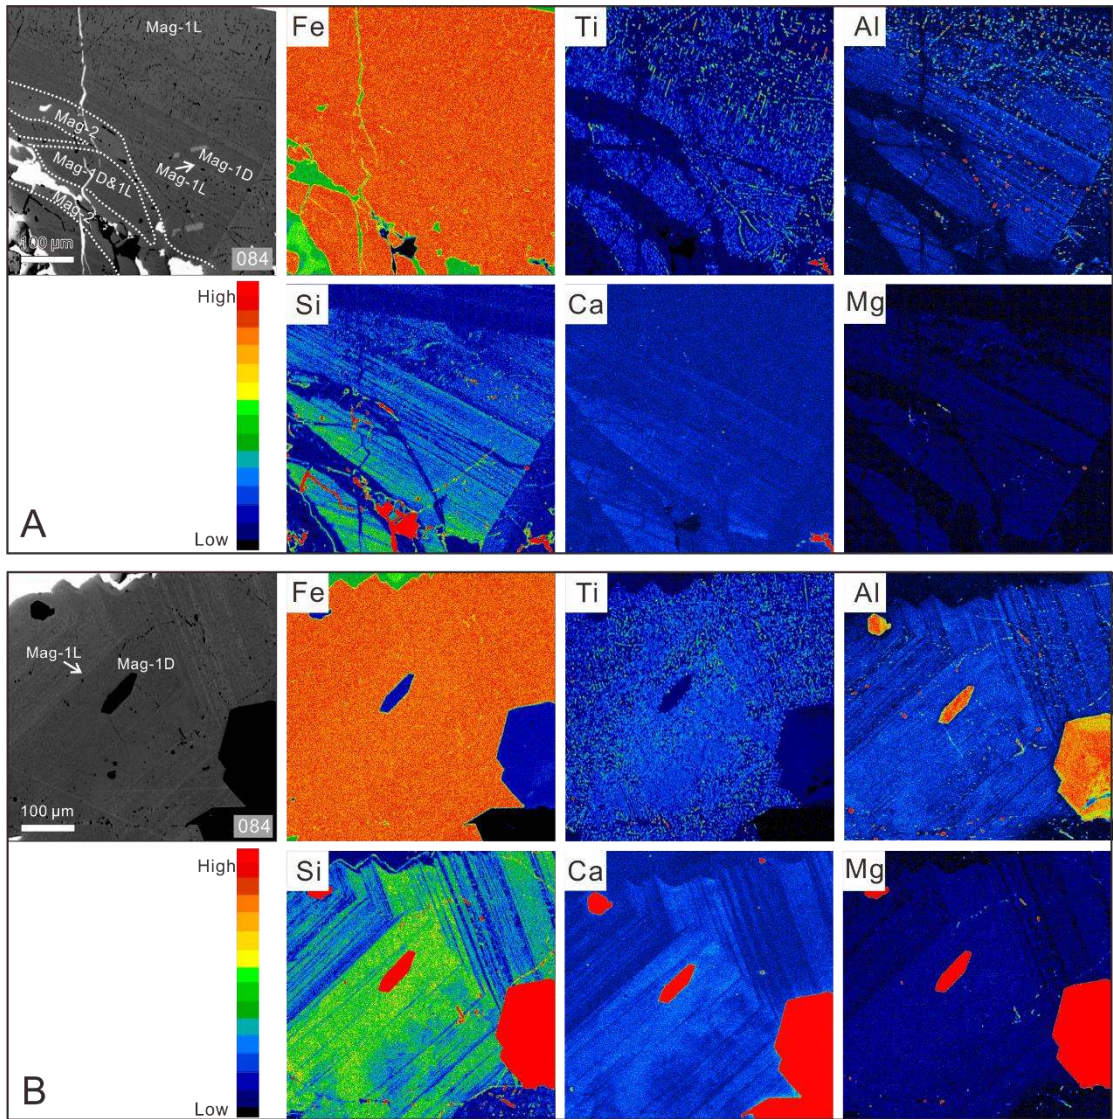 Mag-1L
Fe
Ti
Al
Mag-2
Mag-1D
Mag-1L
Mag-1D&1L
Mag-2
100 µm
084
High
Si
Ca
Mg
A
Low
Fe
Ti
Al
Mag-1L
Mag-1D
100 µm
084
High
Si
Ca
Mg
B
Low